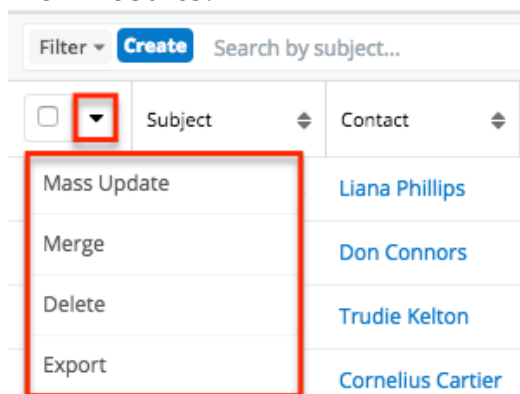 Filter Create Search by subject...
Subject Contact
Mass Update Liana Phillips
Merge Don Connors
Delete Trudie Kelton
Export Cornelius Cartier